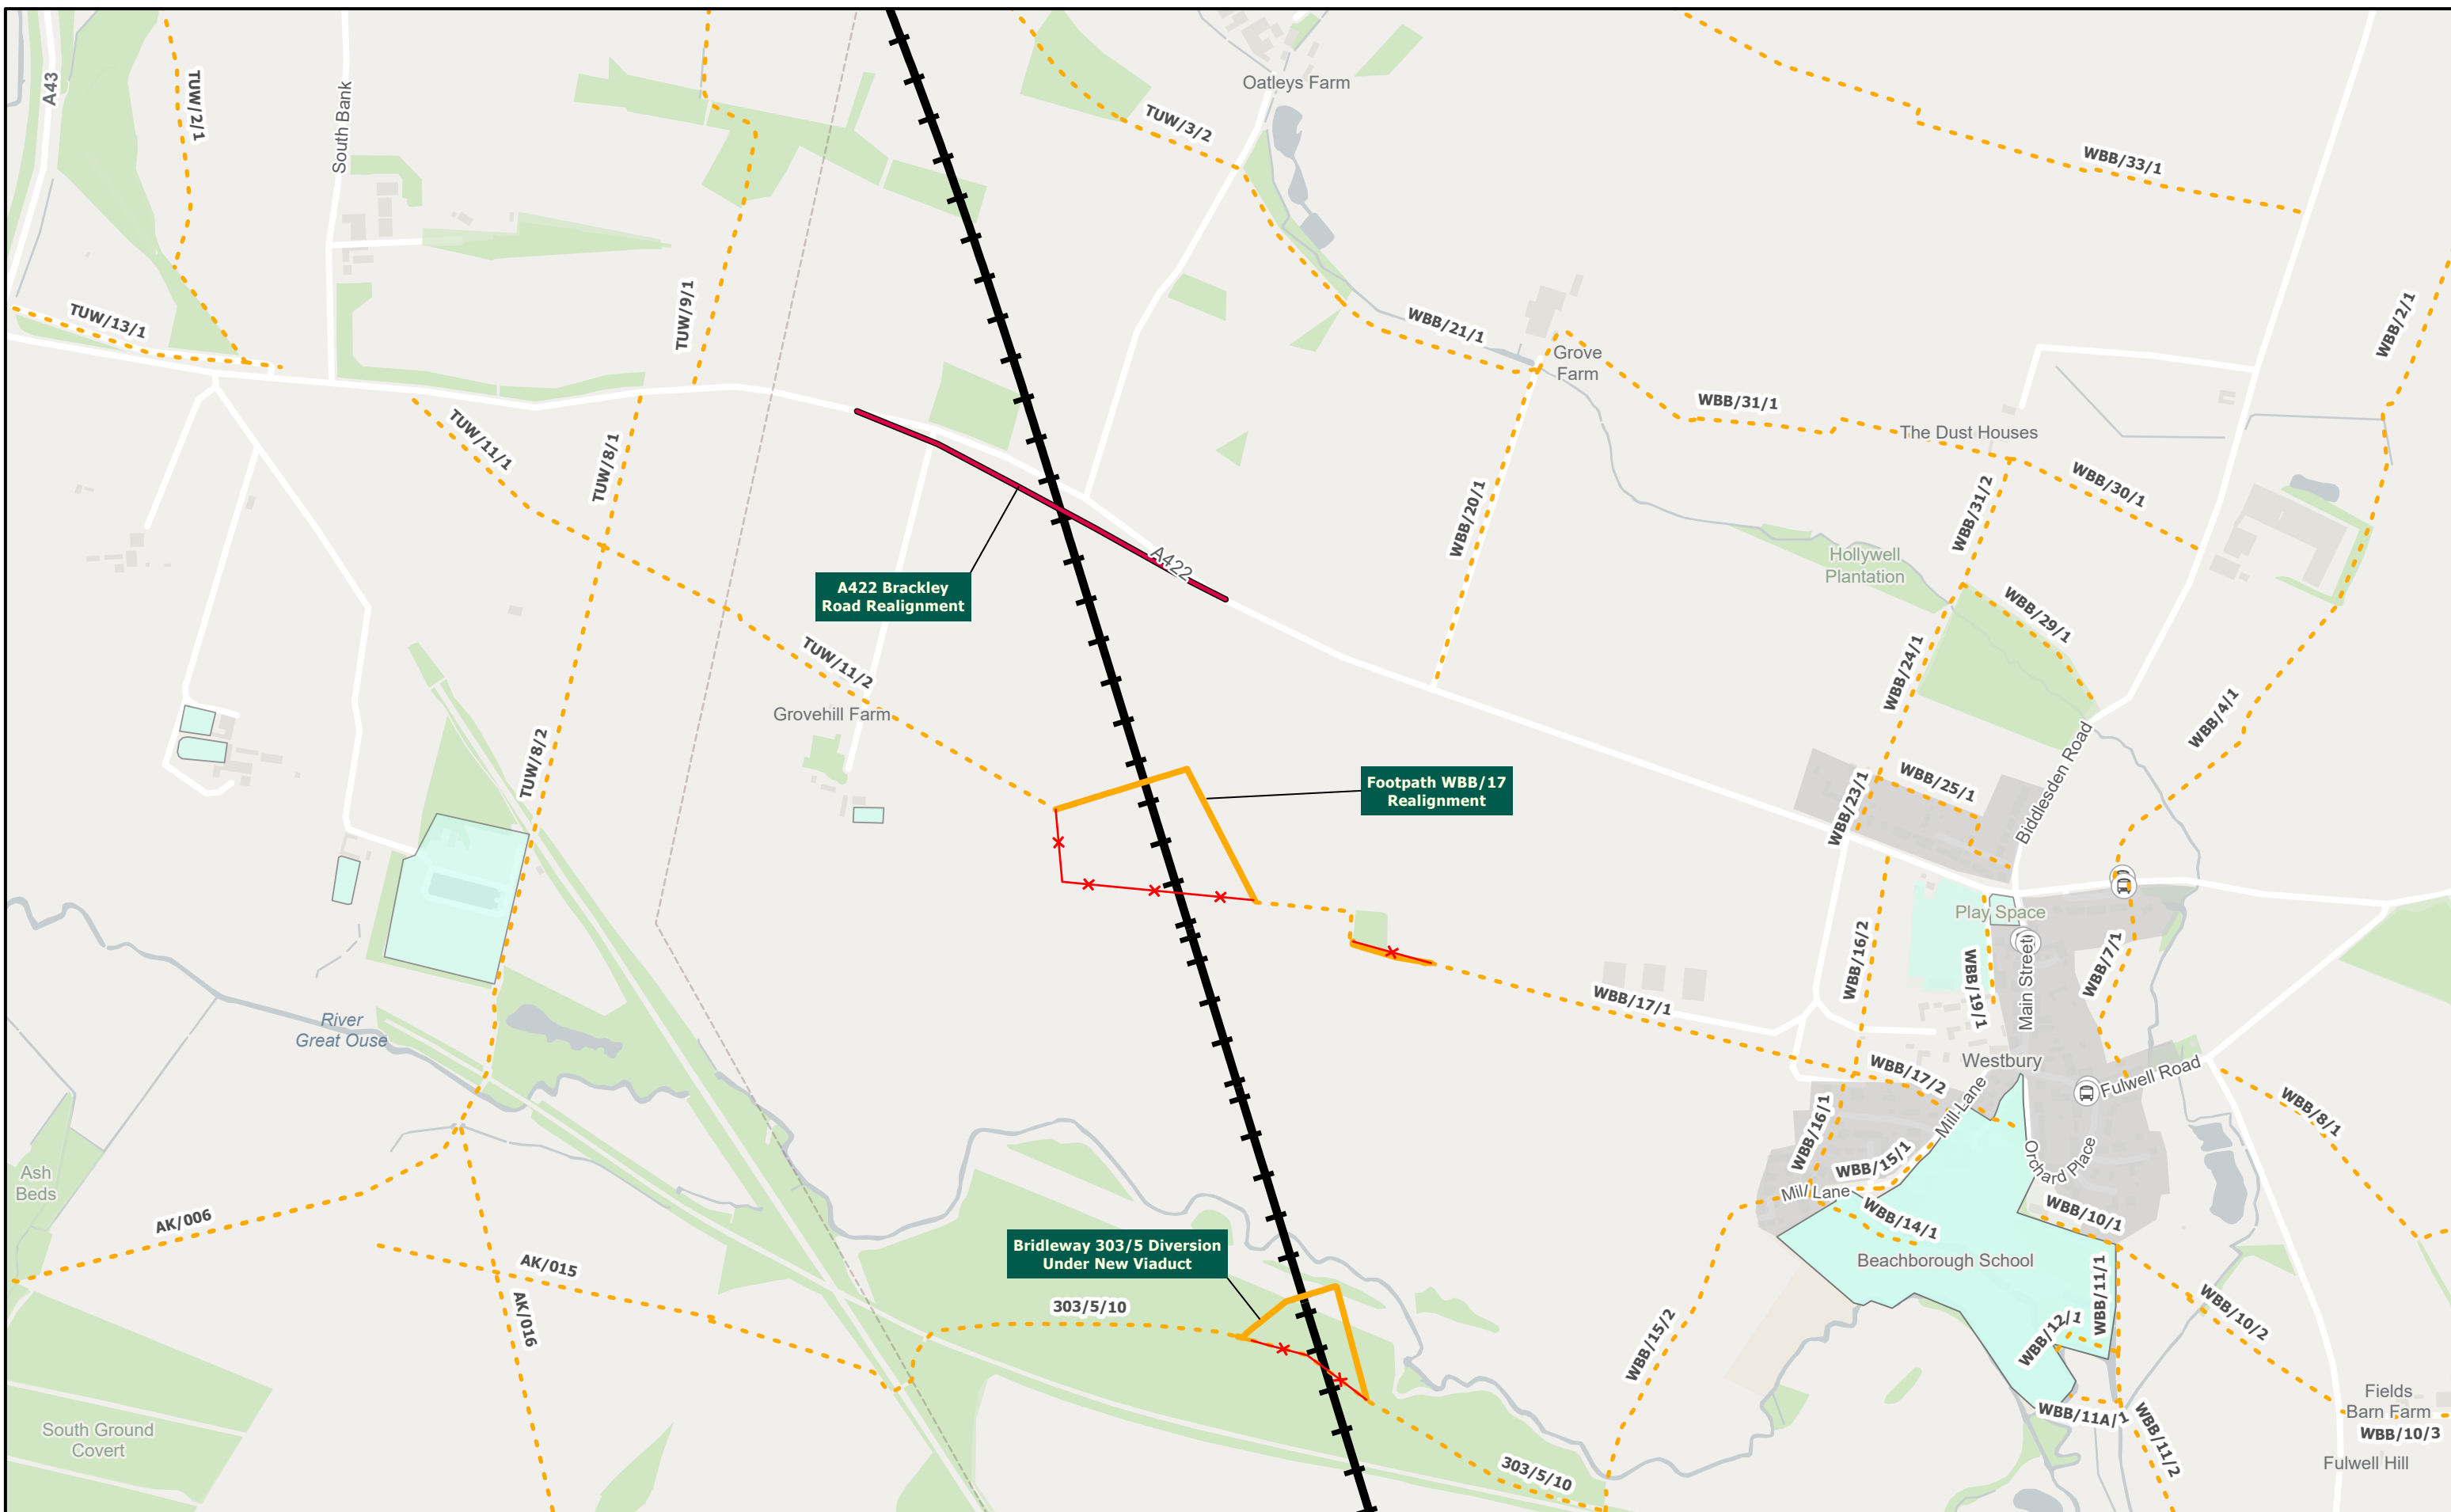 A43
TUW/2/1
South Bank
Oatleys Farm
TUW/3/2
WBB/33/1
TUW/13/1
TUW/9/1
WBB/21/1
Grove
Farm
WBB/2/1
WBB/31/1
The Dust Houses
TUW/11/1
TUW/8/1
WBB/30/1
WBB/20/1
WBB/31/2
A422
Hollywell
Plantation
A422 Brackley
Road Realignment
WBB/29/1
TUW/11/2
WBB/24/1
Grovehill Farm
WBB/4/1
TUW/8/2
Footpath WBB/17
Realignment
WBB/25/1
WBB/23/1
Biddlesden Road
Play Space
WBB/16/2
WBB/19/1
Main Street
WBB/7/1
WBB/17/1
River
Great Ouse
Westbury
WBB/17/2
Fulwell Road
Mill Lane
WBB/8/1
WBB/16/1
WBB/15/1
Orchard Place
Ash
Beds
Mill Lane
AK/006
WBB/14/1
WBB/10/1
Bridleway 303/5 Diversion
Under New Viaduct
Beachborough School
AK/015
WBB/11/1
303/5/10
AK/016
WBB/10/2
WBB/12/1
WBB/15/2
Fields
Barn Farm
WBB/11A/1
WBB/10/3
South Ground
Covert
WBB/11/2
Fulwell Hill
303/5/10